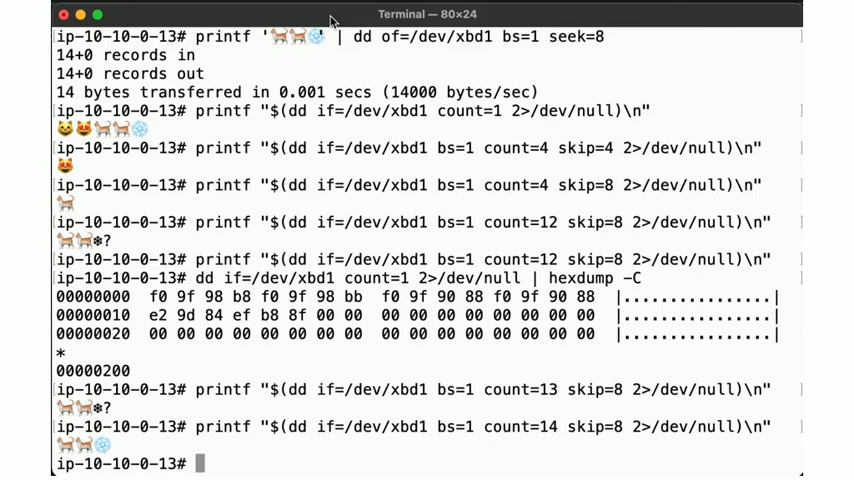 Terminal — 80×24
ip-10-10-0-13# printf '🐈🐈❄️' | dd of=/dev/xbd1 bs=1 seek=8
14+0 records in
14+0 records out
14 bytes transferred in 0.001 secs (14000 bytes/sec)
ip-10-10-0-13# printf "$(dd if=/dev/xbd1 count=1 2>/dev/null)\n"
😸😻🐈🐈❄️
ip-10-10-0-13# printf "$(dd if=/dev/xbd1 bs=1 count=4 skip=4 2>/dev/null)\n"
😻
ip-10-10-0-13# printf "$(dd if=/dev/xbd1 bs=1 count=4 skip=8 2>/dev/null)\n"
🐈
ip-10-10-0-13# printf "$(dd if=/dev/xbd1 bs=1 count=12 skip=8 2>/dev/null)\n"
🐈🐈❄?
ip-10-10-0-13# printf "$(dd if=/dev/xbd1 bs=1 count=12 skip=8 2>/dev/null)\n"
ip-10-10-0-13# dd if=/dev/xbd1 count=1 2>/dev/null | hexdump -C
00000000  f0 9f 98 b8 f0 9f 98 bb  f0 9f 90 88 f0 9f 90 88  |................|
00000010  e2 9d 84 ef b8 8f 00 00  00 00 00 00 00 00 00 00  |................|
00000020  00 00 00 00 00 00 00 00  00 00 00 00 00 00 00 00  |................|
*
00000200
ip-10-10-0-13# printf "$(dd if=/dev/xbd1 bs=1 count=13 skip=8 2>/dev/null)\n"
🐈🐈❄?
ip-10-10-0-13# printf "$(dd if=/dev/xbd1 bs=1 count=14 skip=8 2>/dev/null)\n"
🐈🐈❄️
ip-10-10-0-13#